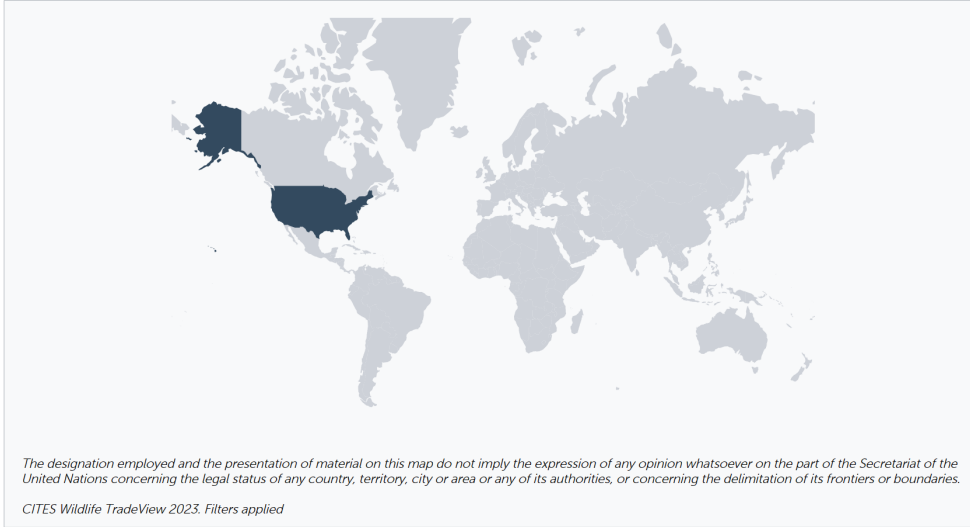 The designation employed and the presentation of material on this map do not imply the expression of any opinion whatsoever on the part of the Secretariat of the
United Nations concerning the legal status of any country, territory, city or area or any of its authorities, or concerning the delimitation of its frontiers or boundaries.
CITES Wildlife TradeView 2023. Filters applied